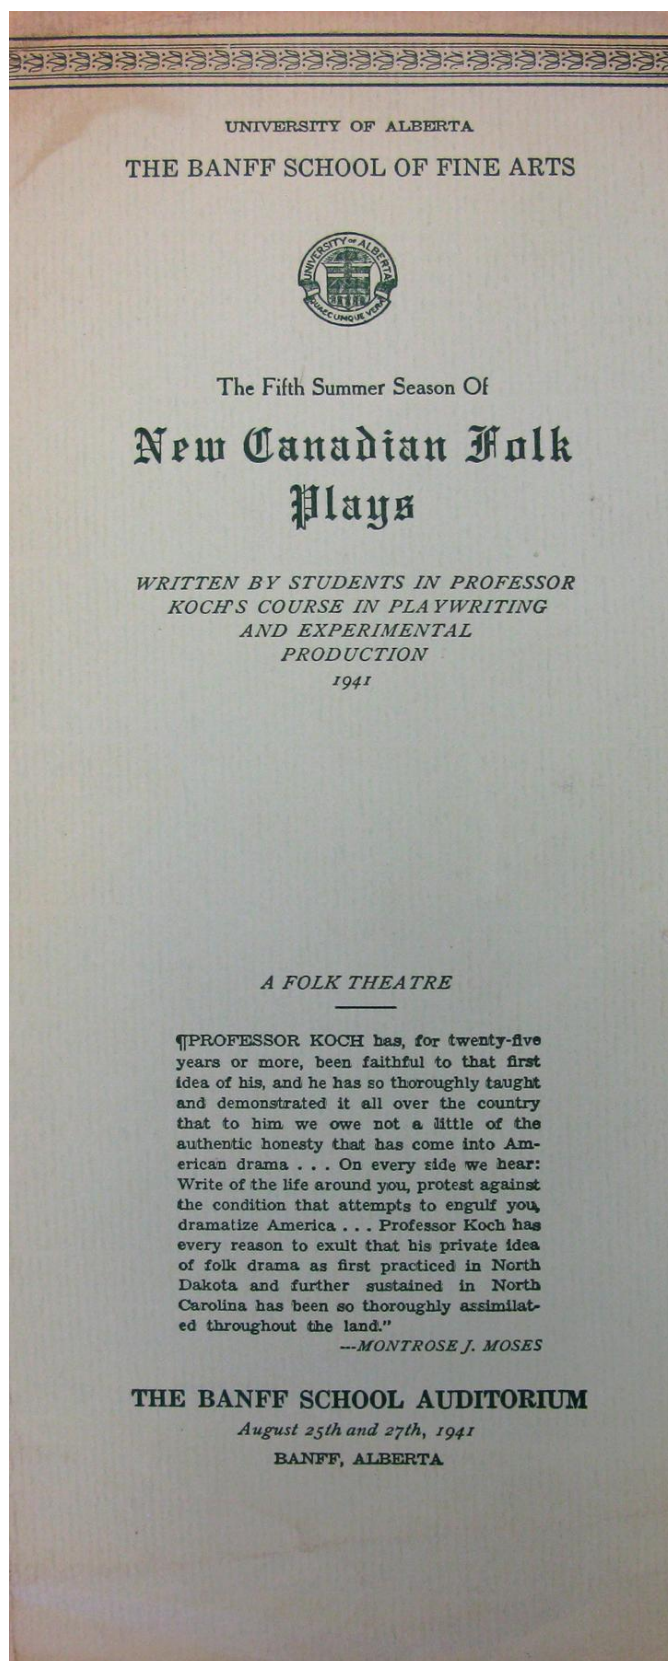 UNIVERSITY OF ALBERTA
THE BANFF SCHOOL OF FINE ARTS
UNIVERSITY OF ALBERTA
QUAECUNQUE VERA
The Fifth Summer Season Of
New Canadian Folk
Plays
WRITTEN BY STUDENTS IN PROFESSOR
KOCH'S COURSE IN PLAYWRITING
AND EXPERIMENTAL
PRODUCTION
1941
A FOLK THEATRE
¶PROFESSOR KOCH has, for twenty-five
years or more, been faithful to that first
idea of his, and he has so thoroughly taught
and demonstrated it all over the country
that to him we owe not a little of the
authentic honesty that has come into Am-
erican drama . . . On every side we hear:
Write of the life around you, protest against
the condition that attempts to engulf you,
dramatize America . . . Professor Koch has
every reason to exult that his private idea
of folk drama as first practiced in North
Dakota and further sustained in North
Carolina has been so thoroughly assimilat-
ed throughout the land."
---MONTROSE J. MOSES
THE BANFF SCHOOL AUDITORIUM
August 25th and 27th, 1941
BANFF, ALBERTA